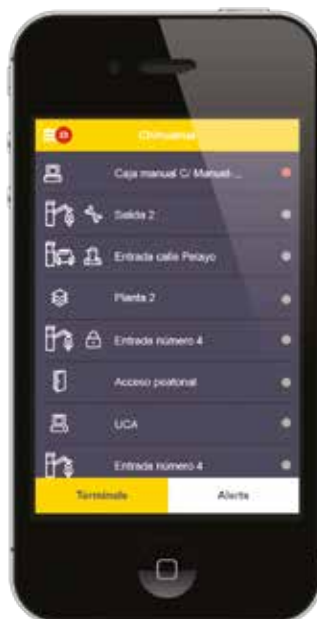 Chihuahua
Caja manual C/ Manuel-...
Salida 2
Entrada calle Pelayo
Planta 2
Entrada número 4
Acceso peatonal
UCA
Entrada número 4
Terminals
Alerts